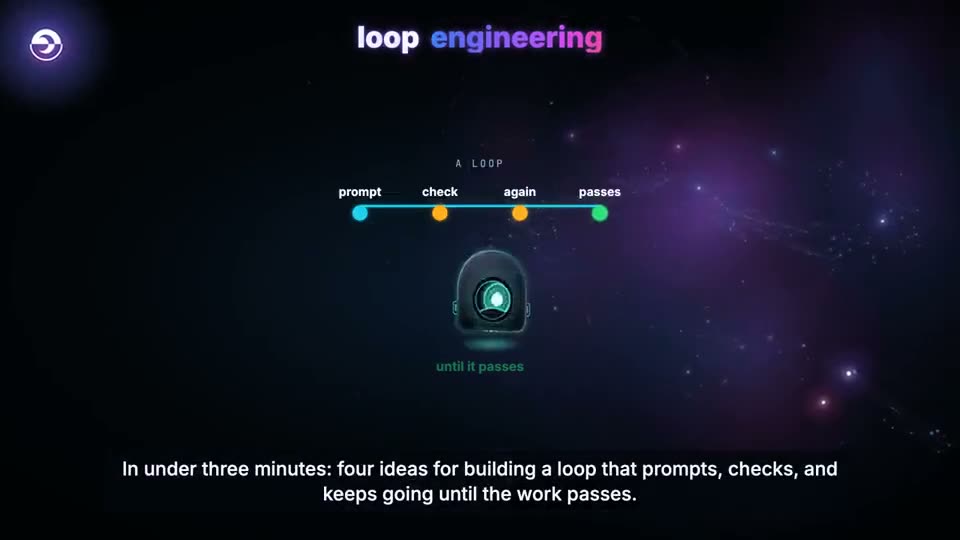 loop engineering
A LOOP
prompt check again passes
until it passes
In under three minutes: four ideas for building a loop that prompts, checks, and
keeps going until the work passes.